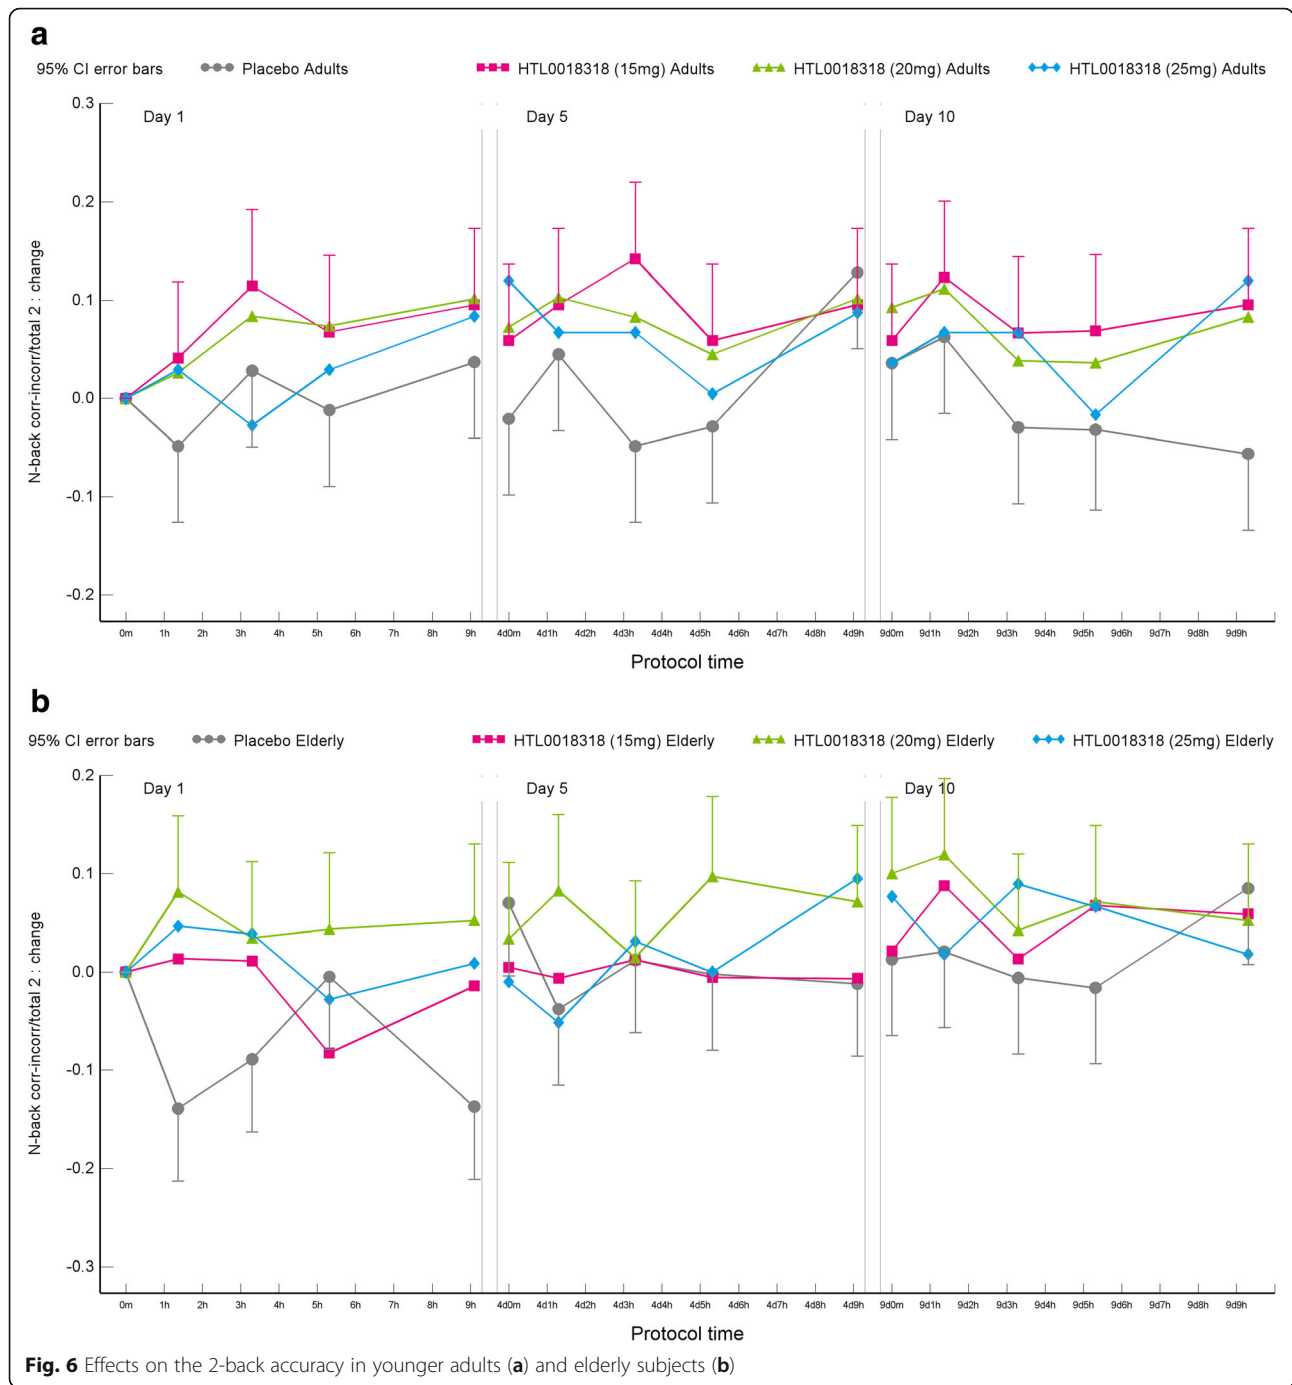 a
95% CI error bars Placebo Adults HTL0018318 (15mg) Adults HTL0018318 (20mg) Adults HTL0018318 (25mg) Adults
0.3
Day 1 Day 5 Day 10
0.2
0.1
0.0
-0.1
-0.2
N-back corr-incorr/total 2 : change
0m 1h 2h 3h 4h 5h 6h 7h 8h 9h 4d0m 4d1h 4d2h 4d3h 4d4h 4d5h 4d6h 4d7h 4d8h 4d9h 9d0m 9d1h 9d2h 9d3h 9d4h 9d5h 9d6h 9d7h 9d8h 9d9h
Protocol time
b
95% CI error bars Placebo Elderly HTL0018318 (15mg) Elderly HTL0018318 (20mg) Elderly HTL0018318 (25mg) Elderly
0.2
Day 1 Day 5 Day 10
0.1
0.0
-0.1
-0.2
-0.3
N-back corr-incorr/total 2 : change
0m 1h 2h 3h 4h 5h 6h 7h 8h 9h 4d0m 4d1h 4d2h 4d3h 4d4h 4d5h 4d6h 4d7h 4d8h 4d9h 9d0m 9d1h 9d2h 9d3h 9d4h 9d5h 9d6h 9d7h 9d8h 9d9h
Protocol time
Fig. 6 Effects on the 2-back accuracy in younger adults (a) and elderly subjects (b)